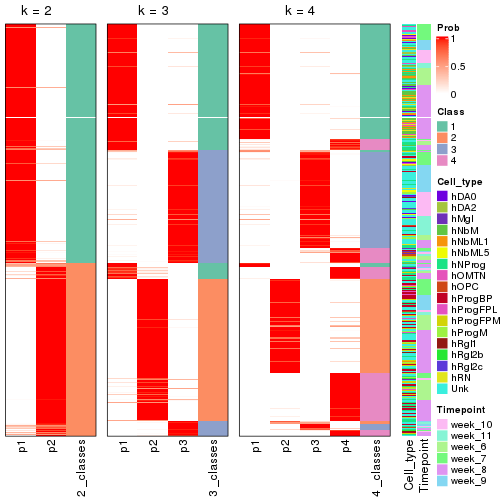 k = 2
k = 3
k = 4
p1
p2
2_classes
p1
p2
p3
3_classes
p1
p2
p3
p4
4_classes
Cell_type
Timepoint
Prob
1
0.5
0
Class
1
2
3
4
Cell_type
hDA0
hDA2
hMgl
hNbM
hNbML1
hNbML5
hNProg
hOMTN
hOPC
hProgBP
hProgFPL
hProgFPM
hProgM
hRgl1
hRgl2b
hRgl2c
hRN
Unk
Timepoint
week_10
week_11
week_6
week_7
week_8
week_9